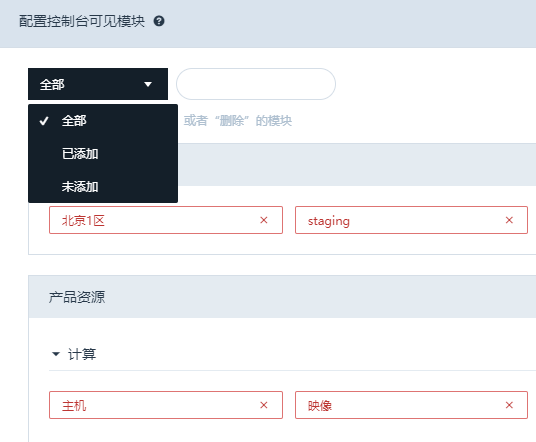 配置控制台可见模块 ?
全部
全部
或者“删除”的模块
已添加
未添加
北京1区
staging
产品资源
计算
主机
映像